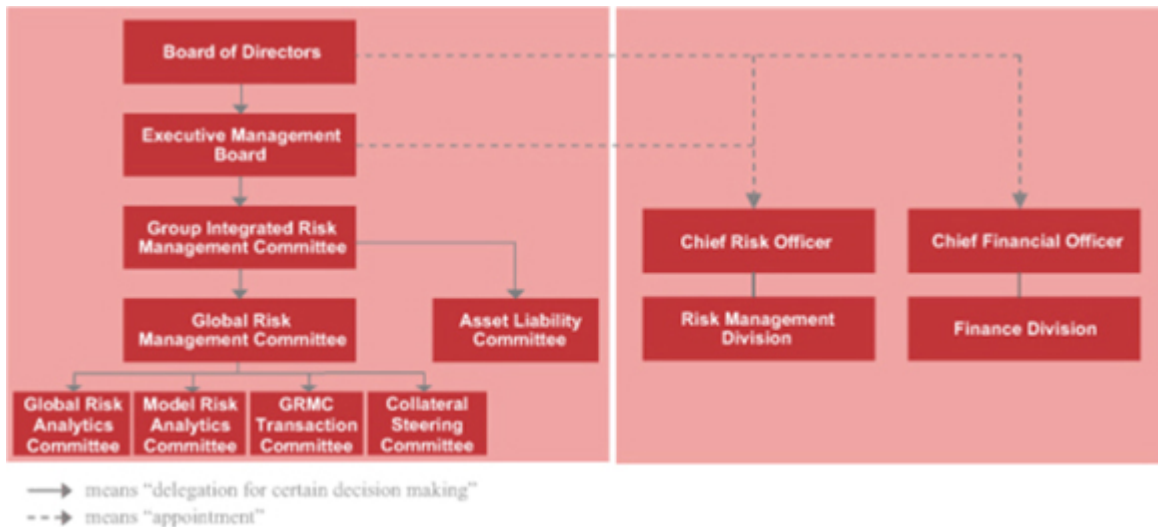 Board of Directors
Executive Management
Board
Group Integrated Risk
Management Committee
Global Risk
Management Committee
Asset Liability
Committee
Global Risk
Analytics
Committee
Model Risk
Analytics
Committee
GRMC
Transaction
Committee
Collateral
Steering
Committee
Chief Risk Officer
Chief Financial Officer
Risk Management
Division
Finance Division
means “delegation for certain decision making”
means “appointment”